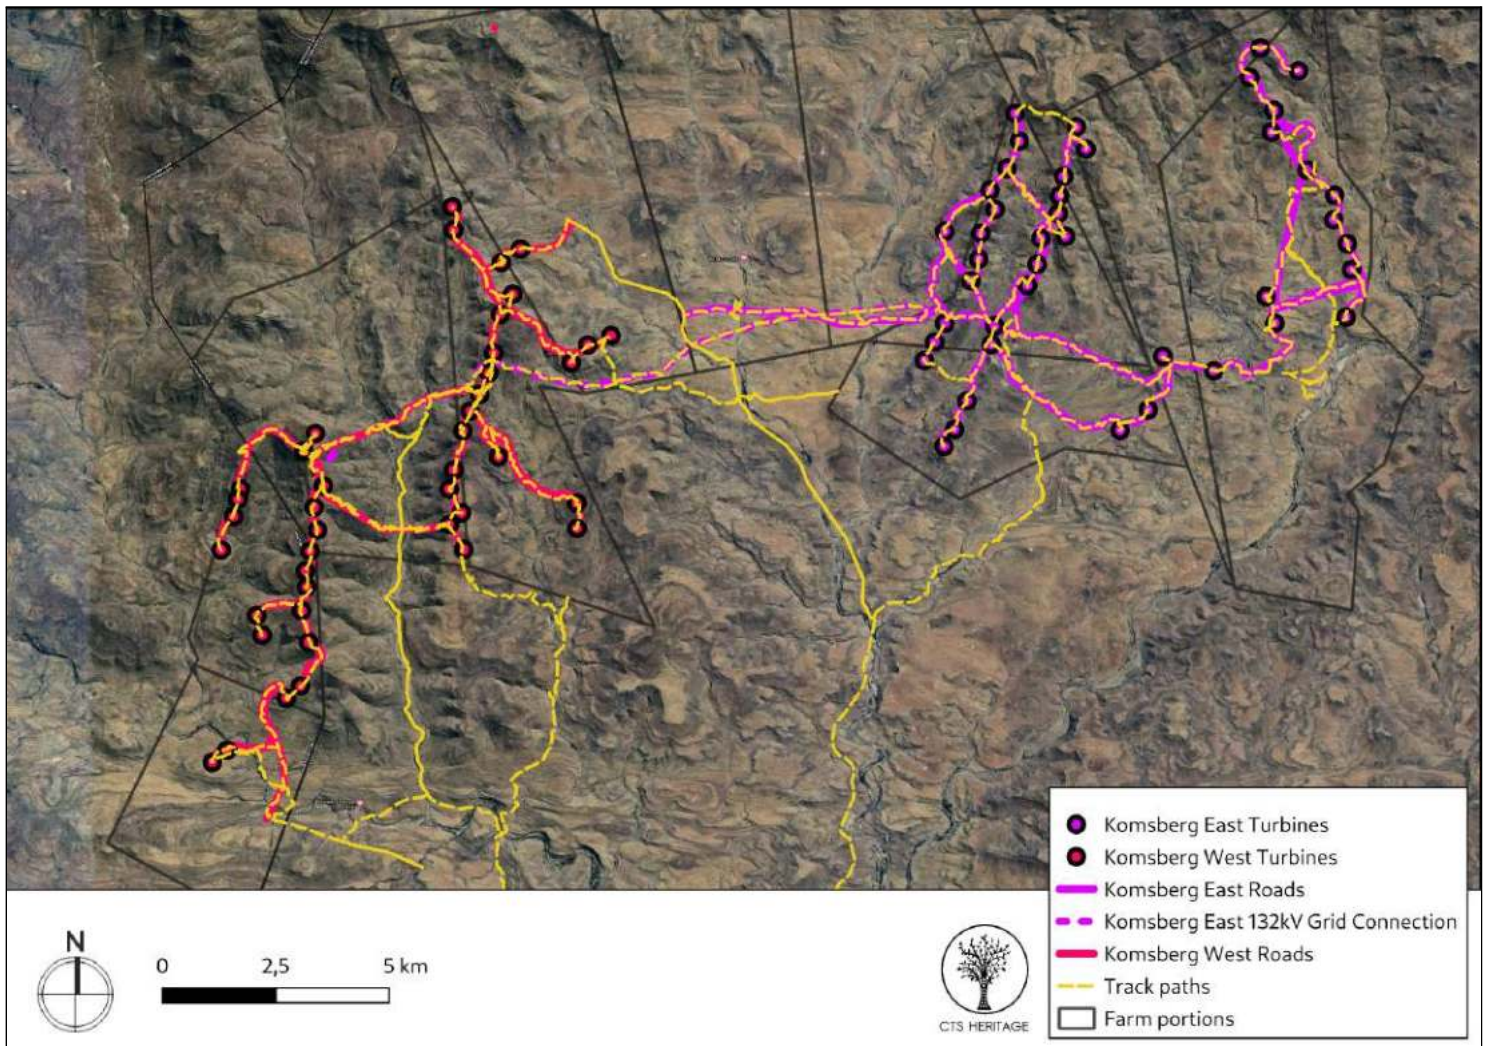 Komsberg East Turbines
Komsberg West Turbines
Komsberg East Roads
Komsberg East 132kV Grid Connection
Komsberg West Roads
Track paths
Farm portions
N
0 2,5 5 km
CTS HERITAGE